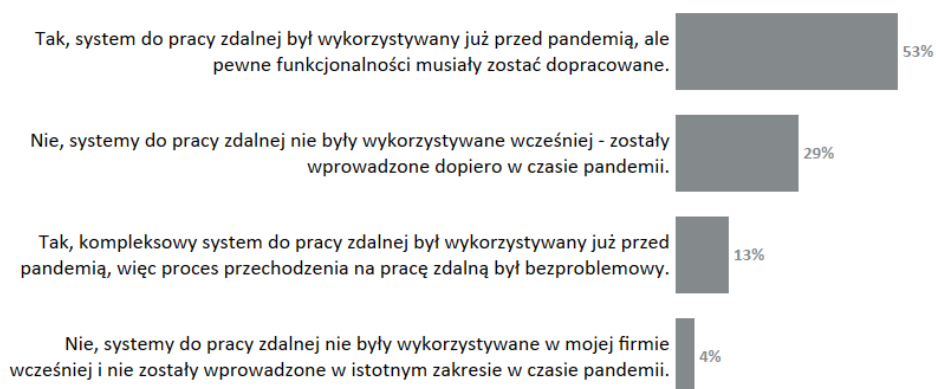 Tak, system do pracy zdalnej był wykorzystywany już przed pandemią, ale
pewne funkcjonalności musiały zostać dopracowane.
53%
Nie, systemy do pracy zdalnej nie były wykorzystywane wcześniej - zostały
wprowadzone dopiero w czasie pandemii.
29%
Tak, kompleksowy system do pracy zdalnej był wykorzystywany już przed
pandemią, więc proces przechodzenia na pracę zdalną był bezproblemowy.
13%
Nie, systemy do pracy zdalnej nie były wykorzystywane w mojej firmie
wcześniej i nie zostały wprowadzone w istotnym zakresie w czasie pandemii.
4%